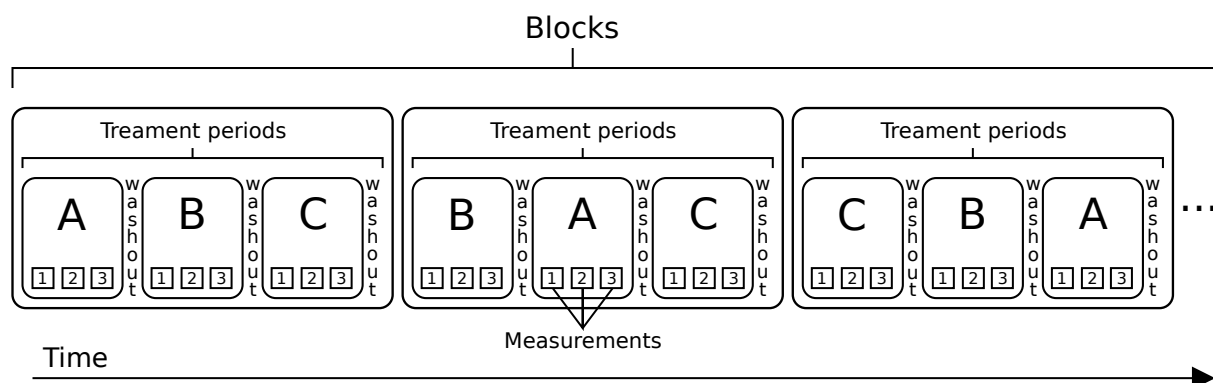 Blocks
Treament periods
Treament periods
Treament periods
A washout B washout C washout
B washout A washout C washout
C washout B washout A washout ...
1 2 3 1 2 3 1 2 3
1 2 3 1 2 3 1 2 3
1 2 3 1 2 3 1 2 3
Measurements
Time